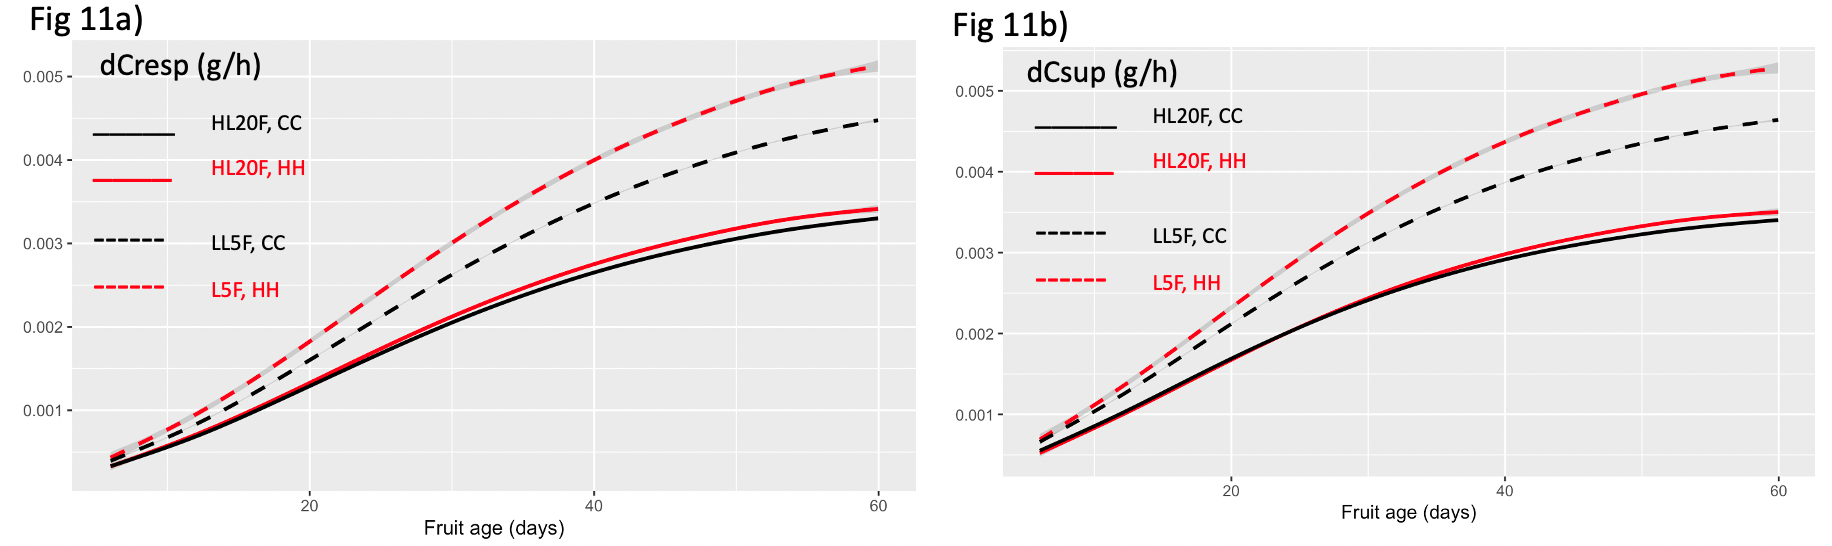 Fig 11a)
dCresp (g/h)
0.005
0.004
0.003
0.002
0.001
HL20F, CC
HL20F, HH
LL5F, CC
L5F, HH
20
40
60
Fruit age (days)
Fig 11b)
dCsup (g/h)
0.005
0.004
0.003
0.002
0.001
HL20F, CC
HL20F, HH
LL5F, CC
L5F, HH
20
40
60
Fruit age (days)